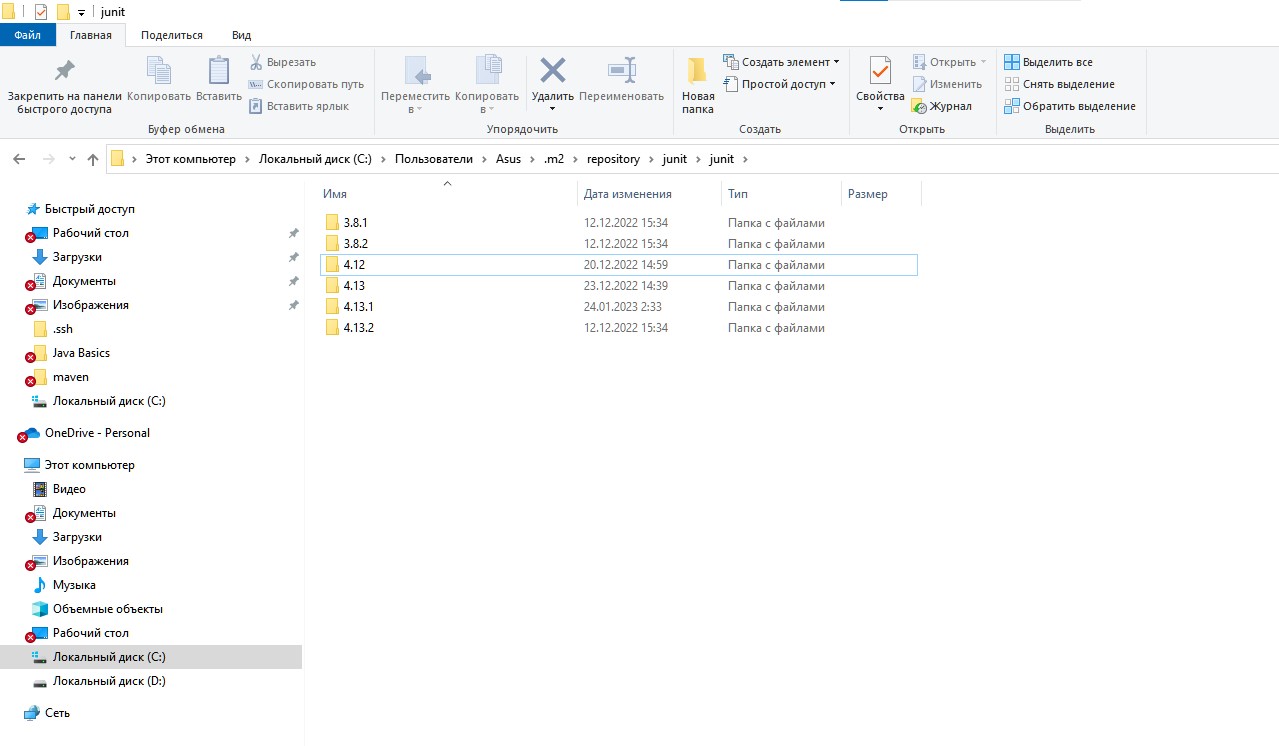 junit
Файл Главная Поделиться Вид
Закрепить на панели быстрого доступа
Копировать
Вставить
Вырезать
Скопировать путь
Вставить ярлык
Буфер обмена
Переместить в
Копировать в
Удалить
Переименовать
Упорядочить
Новая папка
Создать элемент
Простой доступ
Создать
Свойства
Открыть
Изменить
Журнал
Открыть
Выделить все
Снять выделение
Обратить выделение
Выделить
Этот компьютер > Локальный диск (C:) > Пользователи > Asus > .m2 > repository > junit > junit >
Быстрый доступ
Рабочий стол
Загрузки
Документы
Изображения
.ssh
Java Basics
maven
Локальный диск (C:)
OneDrive - Personal
Этот компьютер
Видео
Документы
Загрузки
Изображения
Музыка
Объемные объекты
Рабочий стол
Локальный диск (C:)
Локальный диск (D:)
Сеть
Имя Дата изменения Тип Размер
3.8.1 12.12.2022 15:34 Папка с файлами
3.8.2 12.12.2022 15:34 Папка с файлами
4.12 20.12.2022 14:59 Папка с файлами
4.13 23.12.2022 14:39 Папка с файлами
4.13.1 24.01.2023 2:33 Папка с файлами
4.13.2 12.12.2022 15:34 Папка с файлами